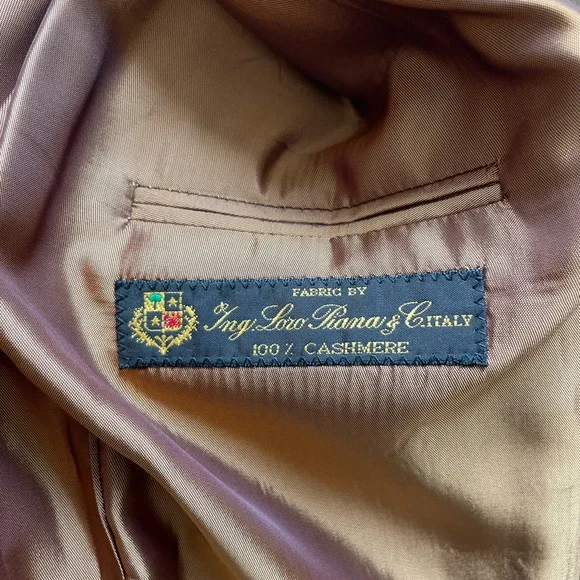 FABRIC BY
Ing. Loro Piana & C. ITALY
100 % CASHMERE